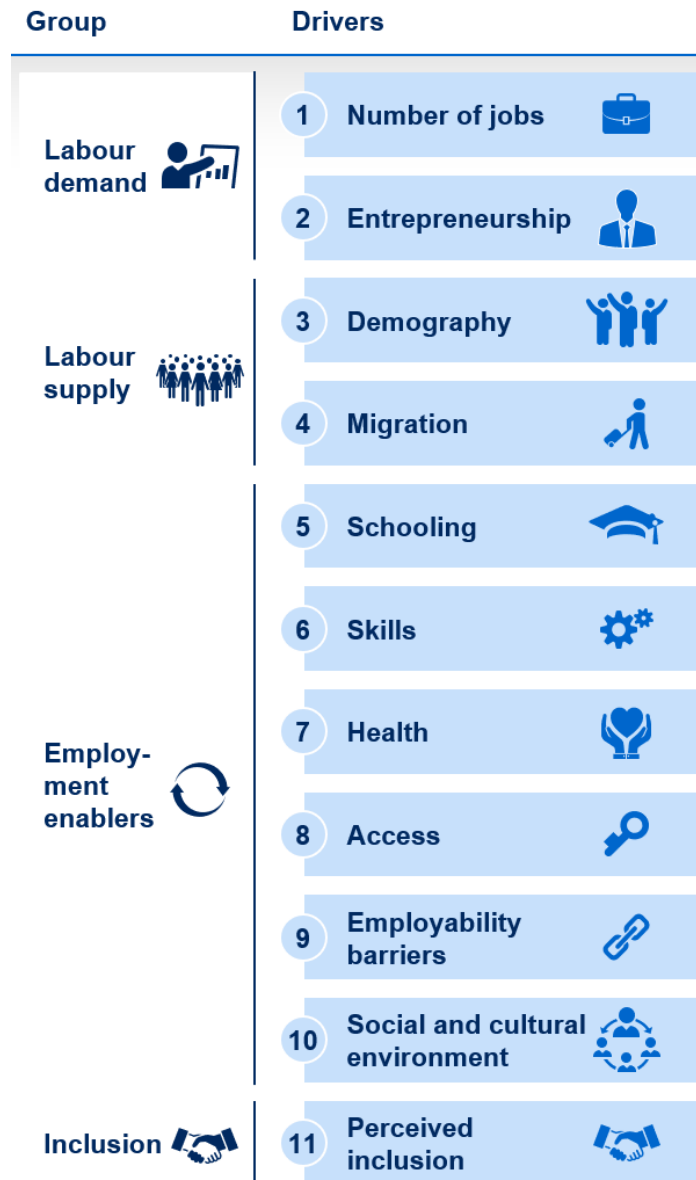 Group
Drivers
Labour
demand
1
Number of jobs
2
Entrepreneurship
Labour
supply
3
Demography
4
Migration
Employ-
ment
enablers
5
Schooling
6
Skills
7
Health
8
Access
9
Employability
barriers
10
Social and cultural
environment
Inclusion
11
Perceived
inclusion